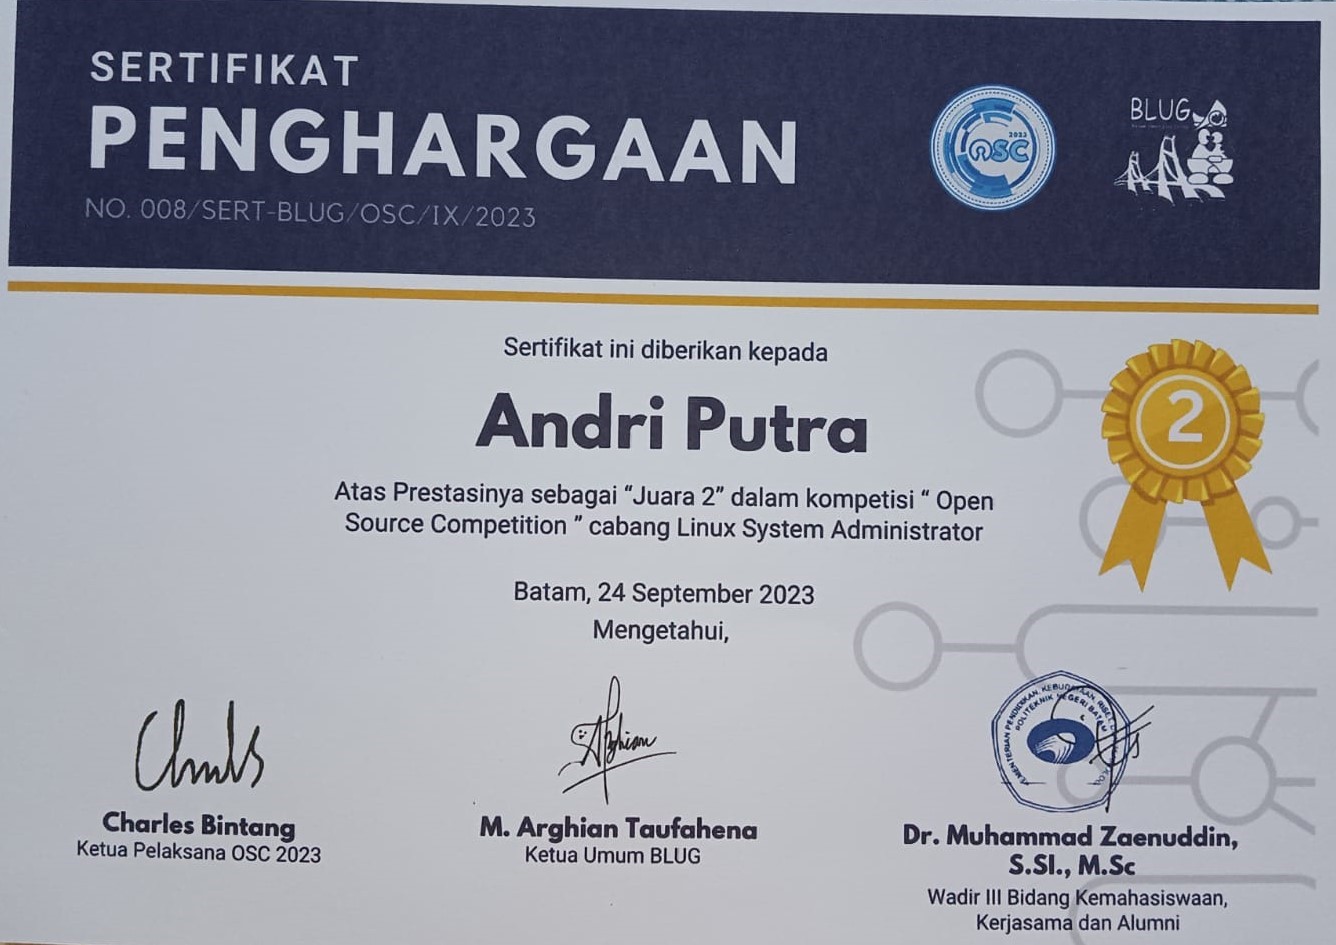 SERTIFIKAT
PENGHARGAAN
NO. 008/SERT-BLUG/OSC/IX/2023
2023
OSC
BLUG
Sertifikat ini diberikan kepada
Andri Putra
2
Atas Prestasinya sebagai “Juara 2” dalam kompetisi “ Open
Source Competition ” cabang Linux System Administrator
Batam, 24 September 2023
Mengetahui,
PENDIDIKAN, KEBUDAYAAN, RISET,
POLITEKNIK NEGERI BATAM
Charles Bintang
Ketua Pelaksana OSC 2023
M. Arghian Taufahena
Ketua Umum BLUG
Dr. Muhammad Zaenuddin,
S.SI., M.Sc
Wadir III Bidang Kemahasiswaan,
Kerjasama dan Alumni